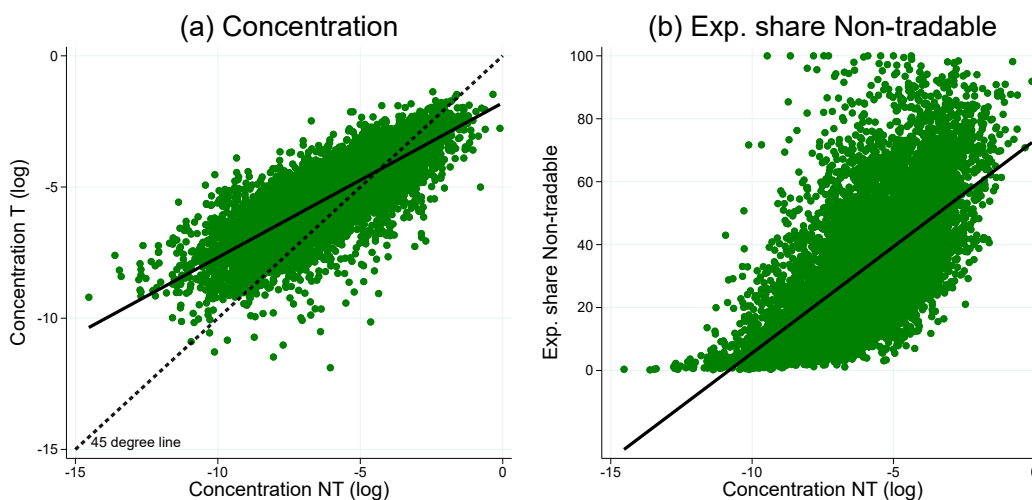 (a) Concentration
Concentration T (log)
0
-5
-10
-15
45 degree line
-15
-10
-5
0
Concentration NT (log)
(b) Exp. share Non-tradable
Exp. share Non-tradable
100
80
60
40
20
0
-15
-10
-5
0
Concentration NT (log)